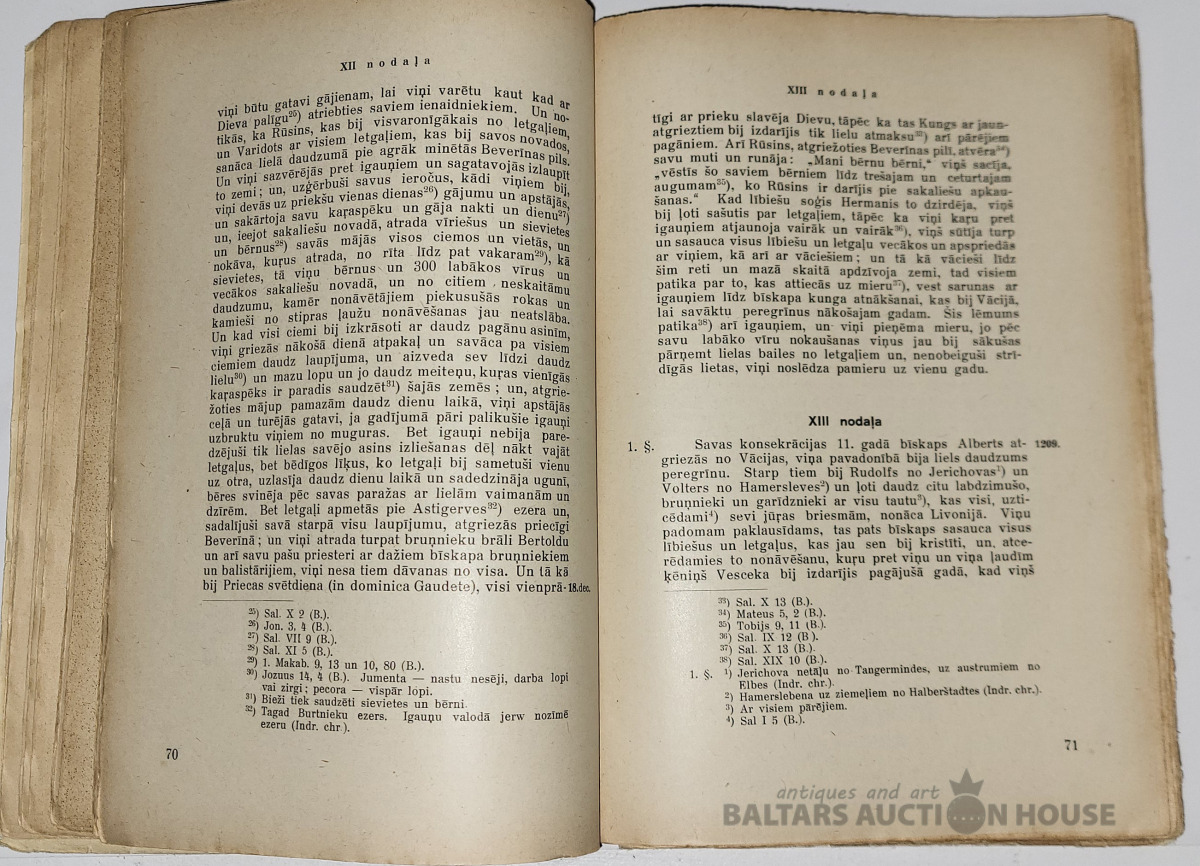 XII nodaļa
viņi būtu gatavi gājienam, lai viņi varētu kaut kad ar
Dieva palīgu²⁵) atriebties saviem ienaidniekiem. Un no-
tikās, ka Rūsins, kas bij visvaronīgākais no letgaļiem,
un Varidots ar visiem letgaļiem, kas bij savos novados,
sanāca lielā daudzumā pie agrāk minētās Beverīnas pils.
Un viņi sazvērējās pret igauņiem un sagatavojās izlaupīt
to zemi; un, uzģērbuši savus ieročus, kādi viņiem bij,
viņi devās uz priekšu vienas dienas²⁶) gājumu un apstājās,
un sakārtoja savu kaŗaspēku un gāja nakti un dienu²⁷)
un, ieejot sakaliešu novadā, atrada vīriešus un sievietes
un bērnus²⁸) savās mājās visos ciemos un vietās, un
nokāva, kuŗus atrada, no rīta līdz pat vakaram²⁹), kā
sievietes, tā viņu bērnus un 300 labākos vīrus un
vecākos sakaliešu novadā, un no citiem neskaitāmu
daudzumu, kamēr nonāvētājiem piekusušās rokas un
kamieši no stipras ļaužu nonāvēšanas jau neatslāba.
Un kad visi ciemi bij izkrāsoti ar daudz pagānu asinīm,
viņi griezās nākošā dienā atpakaļ un savāca pa visiem
ciemiem daudz laupījuma, un aizveda sev līdzi daudz
lielu³⁰) un mazu lopu un jo daudz meiteņu, kuŗas vienīgās
kaŗaspēks ir paradis saudzēt³¹) šajās zemēs; un, atgrie-
žoties mājup pamazām daudz dienu laikā, viņi apstājās
ceļā un turējās gatavi, ja gadījumā pāri palikušie igauņi
uzbruktu viņiem no muguras. Bet igauņi nebija pare-
dzējuši tik lielas savējo asins izliešanas dēļ nākt vajāt
letgaļus, bet bēdīgos līķus, ko letgaļi bij sametuši vienu
uz otra, uzlasīja daudz dienu laikā un sadedzināja ugunī,
bēres svinēja pēc savas paražas ar lielām vaimanām un
dzīrēm. Bet letgaļi apmetās pie Astigerves³²) ezera un,
sadalījuši savā starpā visu laupījumu, atgriezās priecīgi
Beverīnā; un viņi atrada turpat bruņnieku brāli Bertoldu
un arī savu pašu priesteri ar dažiem bīskapa bruņniekiem
un balistārijiem, viņi nesa tiem dāvanas no visa. Un tā kā
bij Priecas svētdiena (in dominica Gaudete), visi vienprā- 18. dec.
²⁵) Sal. X 2 (B.).
²⁶) Jon. 3, 4 (B.).
²⁷) Sal. VII 9 (B.).
²⁸) Sal. XI 5 (B.).
²⁹) 1. Makab. 9, 13 un 10, 80 (B.).
³⁰) Jozuus 14, 4 (B.). Jumenta — nastu nesēji, darba lopi
vai zirgi; pecora — vispār lopi.
³¹) Bieži tiek saudzēti sievietes un bērni.
³²) Tagad Burtnieku ezers. Igauņu valodā jerw nozīmē
ezeru (Indr. chr.).
70
XIII nodaļa
tīgi ar prieku slavēja Dievu, tāpēc ka tas Kungs ar jaun-
atgrieztiem bij izdarījis tik lielu atmaksu³³) arī pārējiem
pagāniem. Arī Rūsins, atgriežoties Beverīnas pilī, atvēra³⁴)
savu muti un runāja: „Mani bērnu bērni,“ viņš sacīja,
„vēstīs šo saviem bērniem līdz trešajam un ceturtajam
augumam³⁵), ko Rūsins ir darījis pie sakaliešu apkau-
šanas.“ Kad lībiešu soģis Hermanis to dzirdēja, viņš
bij ļoti sašutis par letgaļiem, tāpēc ka viņi kaŗu pret
igauņiem atjaunoja vairāk un vairāk³⁶), viņš sūtīja turp
un sasauca visus lībiešu un letgaļu vecākos un apspriedās
ar viņiem, kā arī ar vāciešiem; un tā kā vācieši līdz
šim reti un mazā skaitā apdzīvoja zemi, tad visiem
patika par to, kas attiecās uz mieru³⁷), vest sarunas ar
igauņiem līdz bīskapa kunga atnākšanai, kas bij Vācijā,
lai savāktu peregrīnus nākošajam gadam. Šis lēmums
patika³⁸) arī igauņiem, un viņi pieņēma mieru, jo pēc
savu labāko vīru nokaušanas viņus jau bij sākušas
pārņemt lielas bailes no letgaļiem un, nenobeiguši strī-
dīgās lietas, viņi noslēdza pamieru uz vienu gadu.
XIII nodaļa
1. §. Savas konsekrācijas 11. gadā bīskaps Alberts at- 1209.
griezās no Vācijas, viņa pavadonībā bija liels daudzums
peregrīnu. Starp tiem bij Rudolfs no Jerichovas¹) un
Volters no Hamersleves²) un ļoti daudz citu labdzimušo,
bruņnieki un garīdznieki ar visu tautu³), kas visi, uzti-
cēdami⁴) sevi jūŗas briesmām, nonāca Livonijā. Viņu
padomam paklausīdams, tas pats bīskaps sasauca visus
lībiešus un letgaļus, kas jau sen bij kristīti, un, atce-
rēdamies to nonāvēšanu, kuŗu pret viņu un viņa ļaudīm
ķēniņš Vesceka bij izdarījis pagājušā gadā, kad viņš
³³) Sal. X 13 (B.).
³⁴) Mateus 5, 2 (B.).
³⁵) Tobijs 9, 11 (B.).
³⁶) Sal. IX 12 (B ).
³⁷) Sal. X 13 (B.).
³⁸) Sal. XIX 10 (B.).
1. §. ¹) Jerichova netāļu no Tangermindes, uz austrumiem no
Elbes (Indr. chr.).
²) Hamerslebena uz ziemeļiem no Halberštadtes (Indr. chr.).
³) Ar visiem pārējiem.
⁴) Sal I 5 (B.).
71
antiques and art
BALTARS AUCTION HOUSE